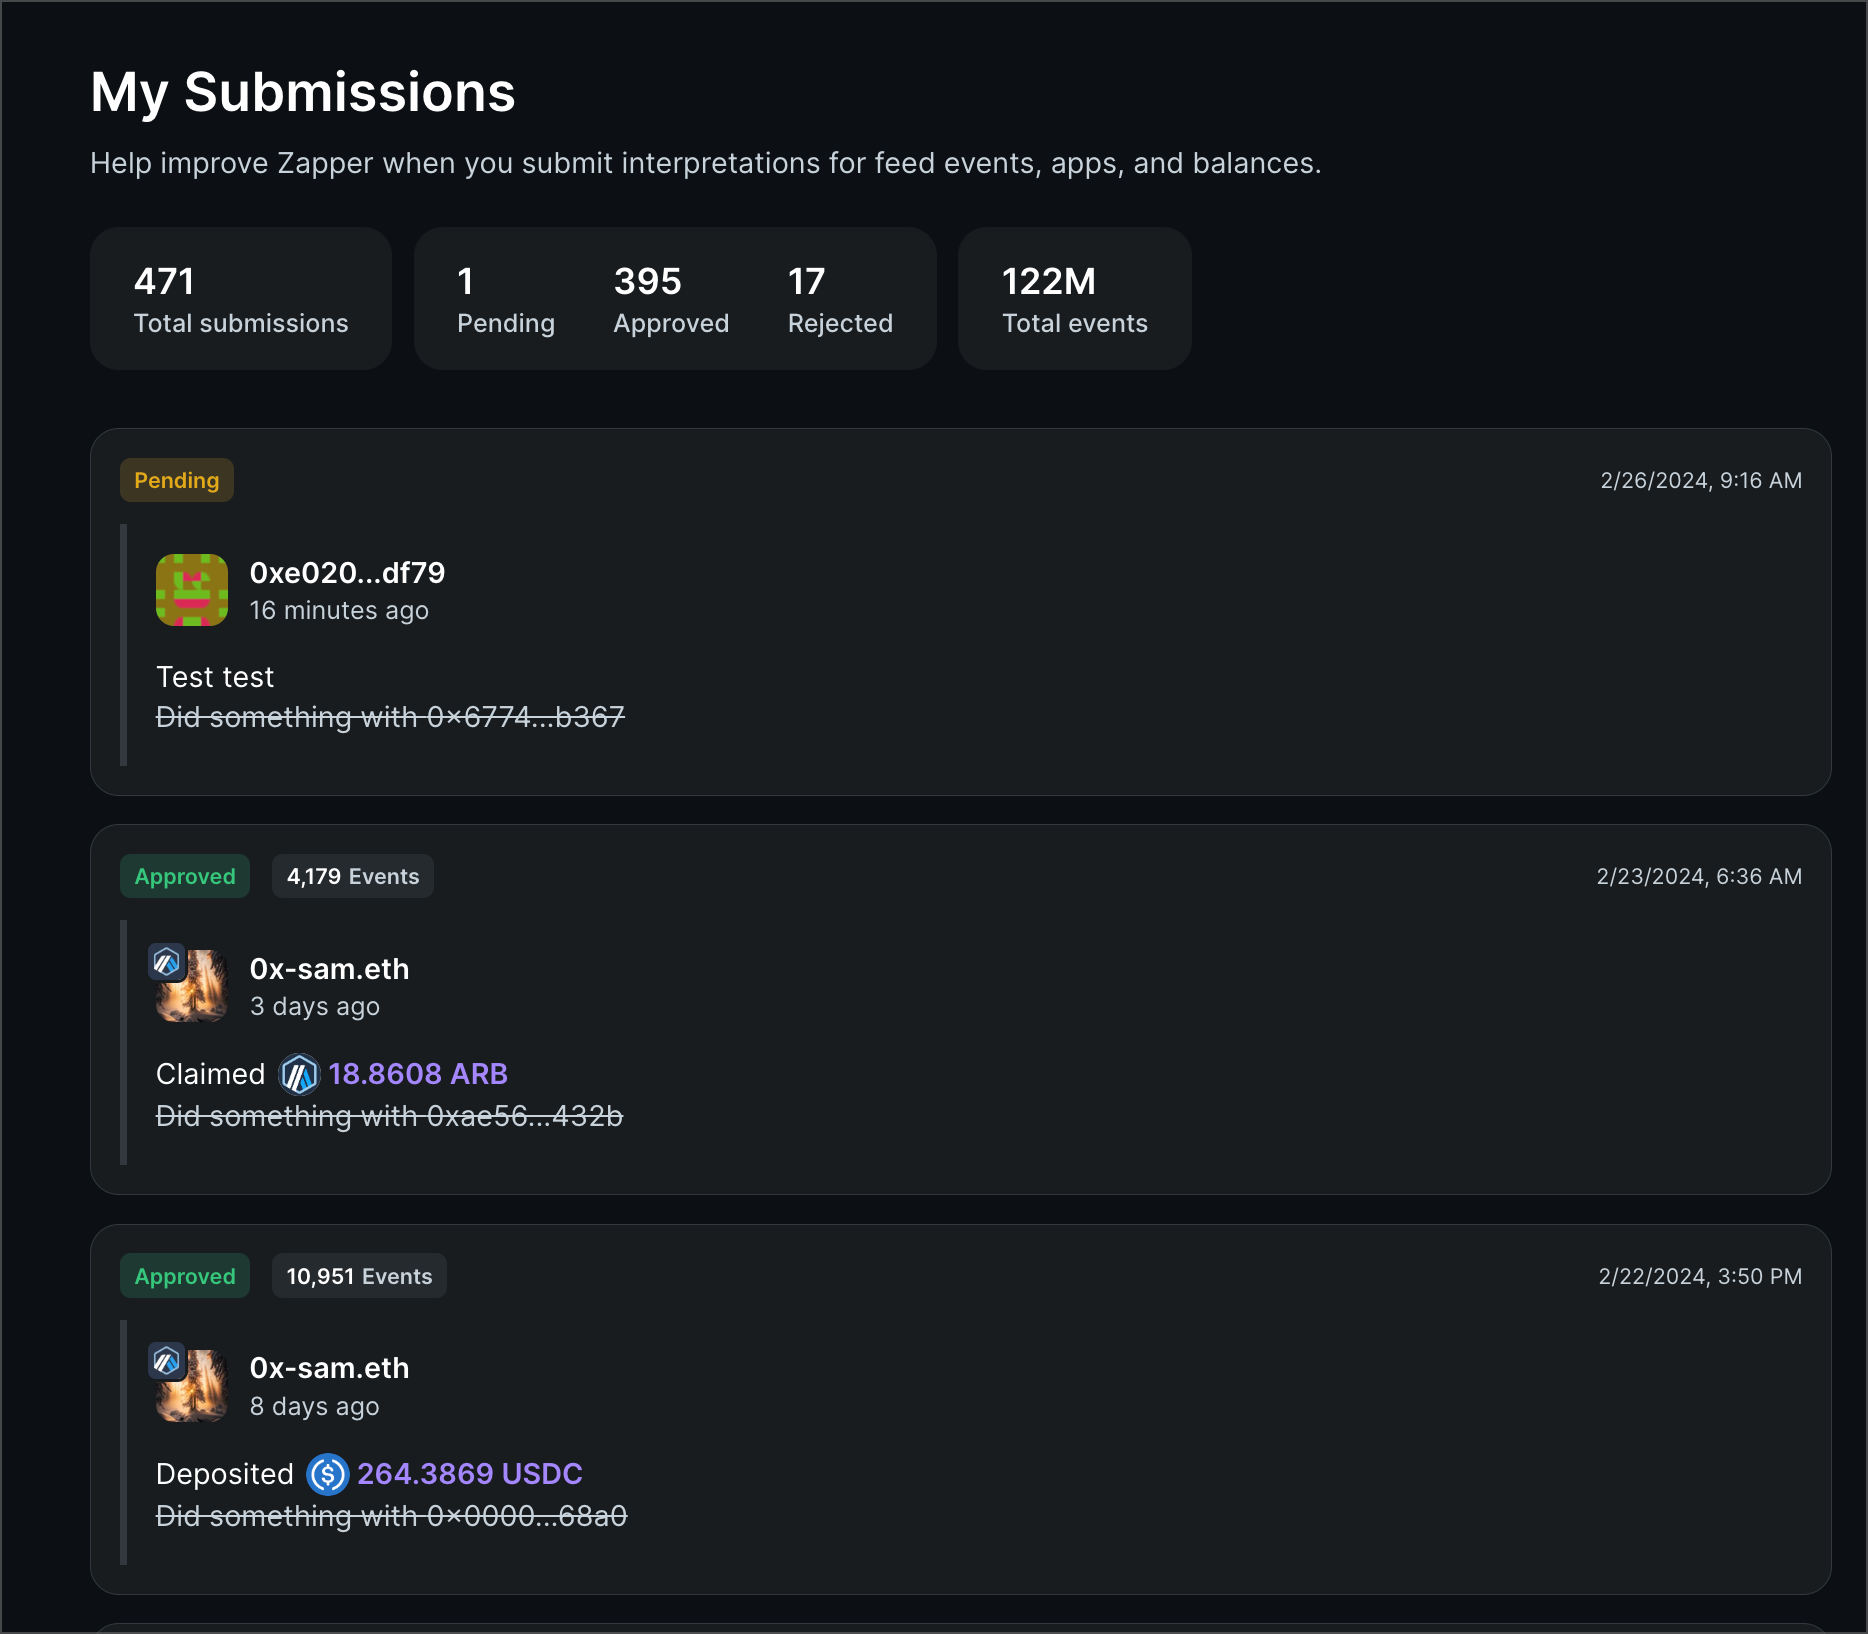 My Submissions
Help improve Zapper when you submit interpretations for feed events, apps, and balances.
471
Total submissions
1
Pending
395
Approved
17
Rejected
122M
Total events
Pending
2/26/2024, 9:16 AM
0xe020...df79
16 minutes ago
Test test
Did something with 0x6774...b367
Approved
4,179 Events
2/23/2024, 6:36 AM
0x-sam.eth
3 days ago
Claimed 18.8608 ARB
Did something with 0xae56...432b
Approved
10,951 Events
2/22/2024, 3:50 PM
0x-sam.eth
8 days ago
Deposited 264.3869 USDC
Did something with 0x0000...68a0